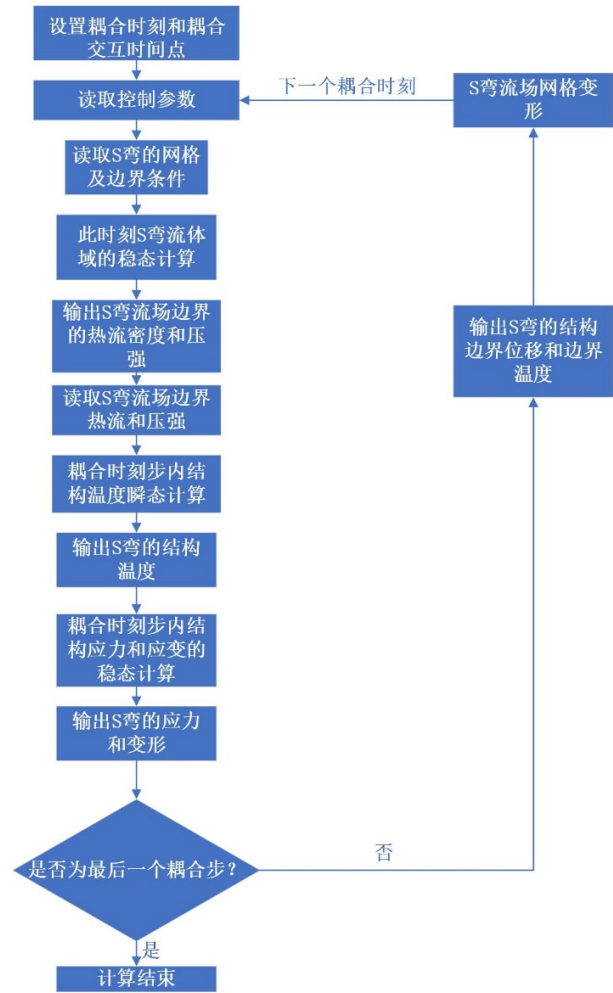 设置耦合时刻和耦合
交互时间点
读取控制参数
读取S弯的网格
及边界条件
此时刻S弯流体
域的稳态计算
输出S弯流场边界
的热流密度和压
强
读取S弯流场边界
热流和压强
耦合时刻步内结
构温度瞬态计算
输出S弯的结构
温度
耦合时刻步内结
构应力和应变的
稳态计算
输出S弯的应力
和变形
是否为最后一个耦合步？
是
计算结束
否
输出S弯的结构
边界位移和边界
温度
S弯流场网格变
形
下一个耦合时刻